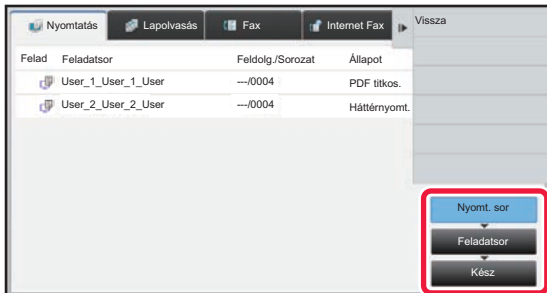 Nyomtatás Lapolvasás Fax Internet Fax Vissza
Felad Feladatsor Feldolg./Sorozat Állapot
User_1_User_1_User ---/0004 PDF titkos.
User_2_User_2_User ---/0004 Háttérnyomt.
Nyomt. sor
Feladatsor
Kész